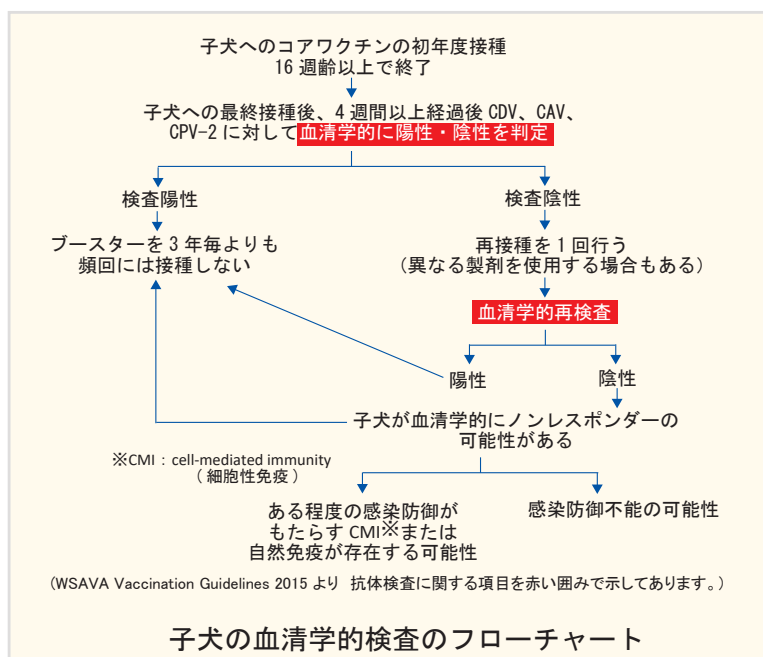 子犬へのコアワクチンの初年度接種
16 週齢以上で終了
子犬への最終接種後、4 週間以上経過後 CDV、CAV、
CPV-2 に対して血清学的に陽性・陰性を判定
検査陽性
検査陰性
ブースターを 3 年毎よりも
頻回には接種しない
再接種を 1 回行う
（異なる製剤を使用する場合もある）
血清学的再検査
陽性
陰性
子犬が血清学的にノンレスポンダーの
可能性がある
※CMI：cell-mediated immunity
（ 細胞性免疫 ）
ある程度の感染防御が
もたらす CMI※または
自然免疫が存在する可能性
感染防御不能の可能性
（WSAVA Vaccination Guidelines 2015 より 抗体検査に関する項目を赤い囲みで示してあります。）
子犬の血清学的検査のフローチャート